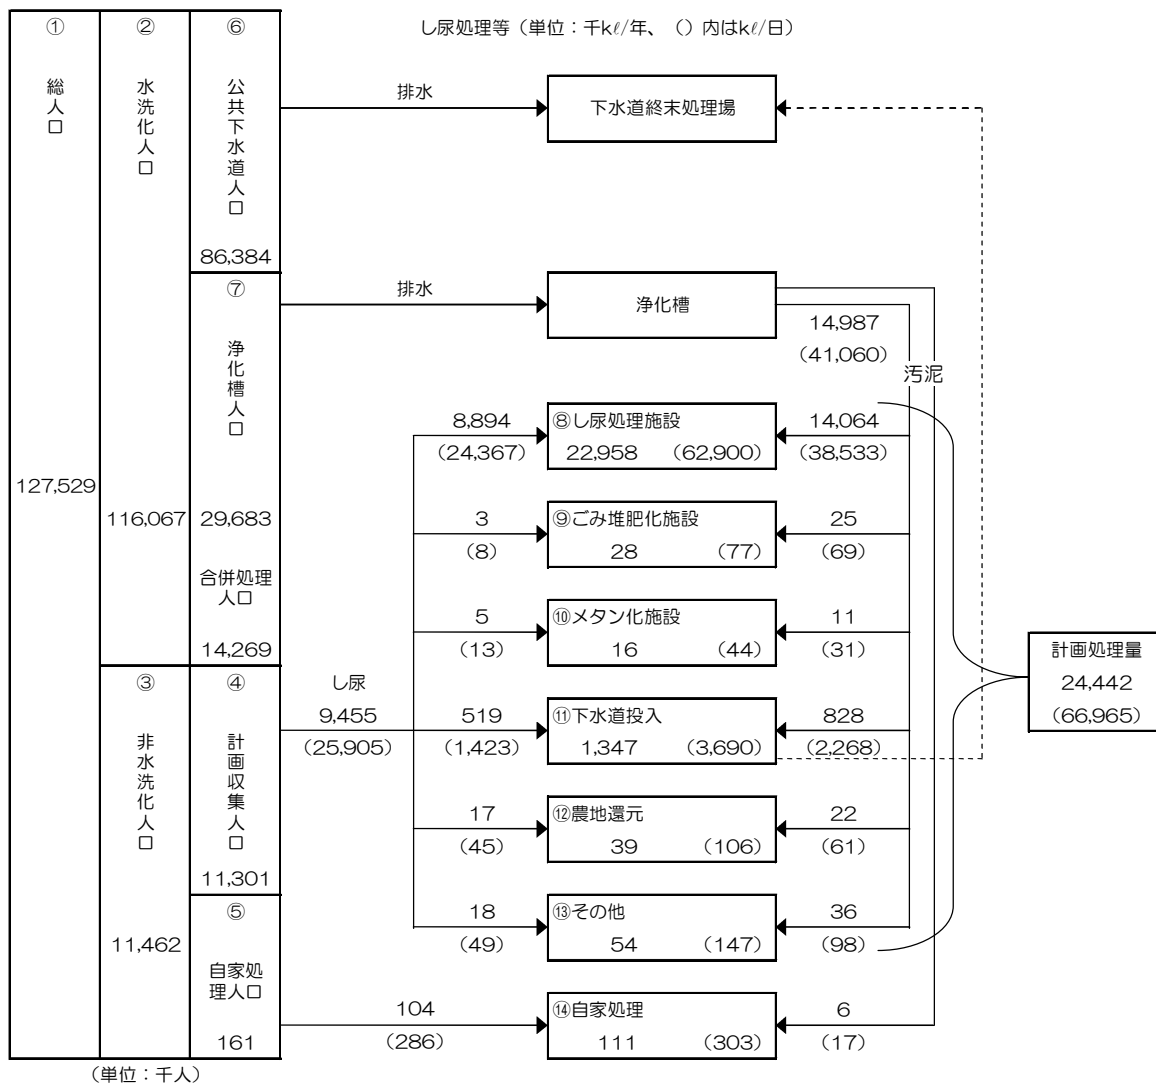 し尿処理等（単位：千kℓ/年、（）内はkℓ/日）
①
総人口
127,529
②
水洗化人口
116,067
③
非水洗化人口
11,462
⑥
公共下水道人口
86,384
⑦
浄化槽人口
29,683
合併処理
人口
14,269
④
計画収集人口
11,301
⑤
自家処
理人口
161
（単位：千人）
排水
下水道終末処理場
排水
浄化槽
14,987
（41,060）
汚泥
し尿
9,455
（25,905）
8,894
（24,367）
⑧し尿処理施設
22,958 （62,900）
14,064
（38,533）
3
（8）
⑨ごみ堆肥化施設
28 （77）
25
（69）
5
（13）
⑩メタン化施設
16 （44）
11
（31）
519
（1,423）
⑪下水道投入
1,347 （3,690）
828
（2,268）
17
（45）
⑫農地還元
39 （106）
22
（61）
18
（49）
⑬その他
54 （147）
36
（98）
104
（286）
⑭自家処理
111 （303）
6
（17）
計画処理量
24,442
（66,965）